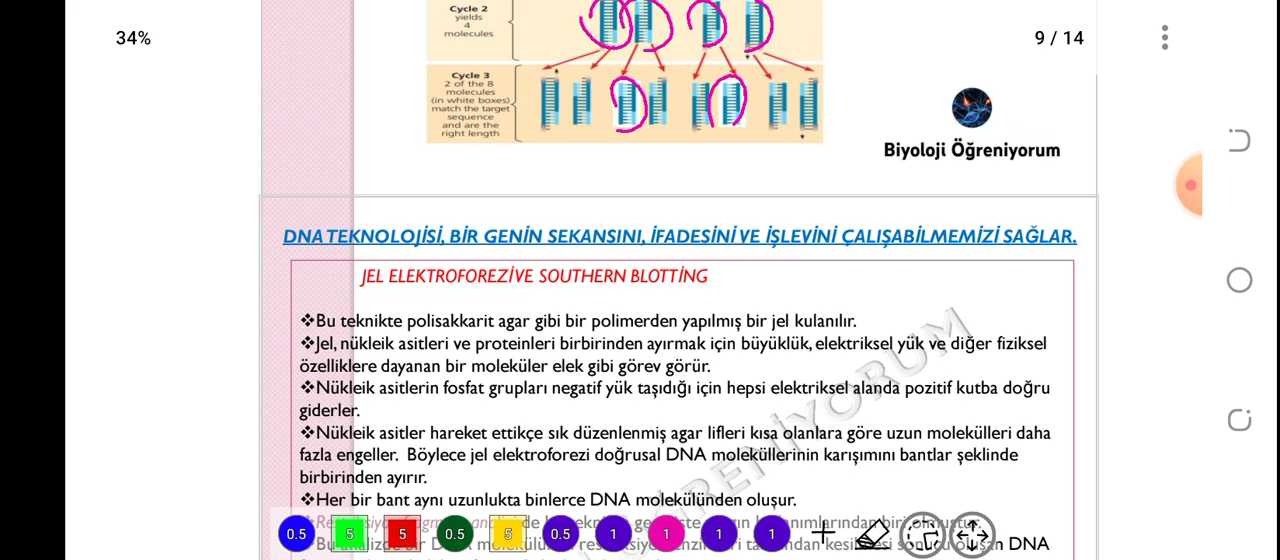 Cycle 2
yields
4
molecules
34%
9 / 14
Cycle 3
2 of the 8
molecules
(in white boxes)
match the target
sequence
and are the
right length
Biyoloji Öğreniyorum
DNA TEKNOLOJİSİ, BİR GENİN SEKANSINI, İFADESİNİ VE İŞLEVİNİ ÇALIŞABİLMEMİZİ SAĞLAR.
JEL ELEKTROFOREZİ VE SOUTHERN BLOTTİNG
❖Bu teknikte polisakkarit agar gibi bir polimerden yapılmış bir jel kulanılır.
❖Jel, nükleik asitleri ve proteinleri birbirinden ayırmak için büyüklük, elektriksel yük ve diğer fiziksel
özelliklere dayanan bir moleküler elek gibi görev görür.
❖Nükleik asitlerin fosfat grupları negatif yük taşıdığı için hepsi elektriksel alanda pozitif kutba doğru
giderler.
❖Nükleik asitler hareket ettikçe sık düzenlenmiş agar lifleri kısa olanlara göre uzun molekülleri daha
fazla engeller. Böylece jel elektroforezi doğrusal DNA moleküllerinin karışımını bantlar şeklinde
birbirinden ayırır.
❖Her bir bant aynı uzunlukta binlerce DNA molekülünden oluşur.
ĞRENİYORUM
0.5 5 5 0.5 5 0.5 1 1 1 1
DNA